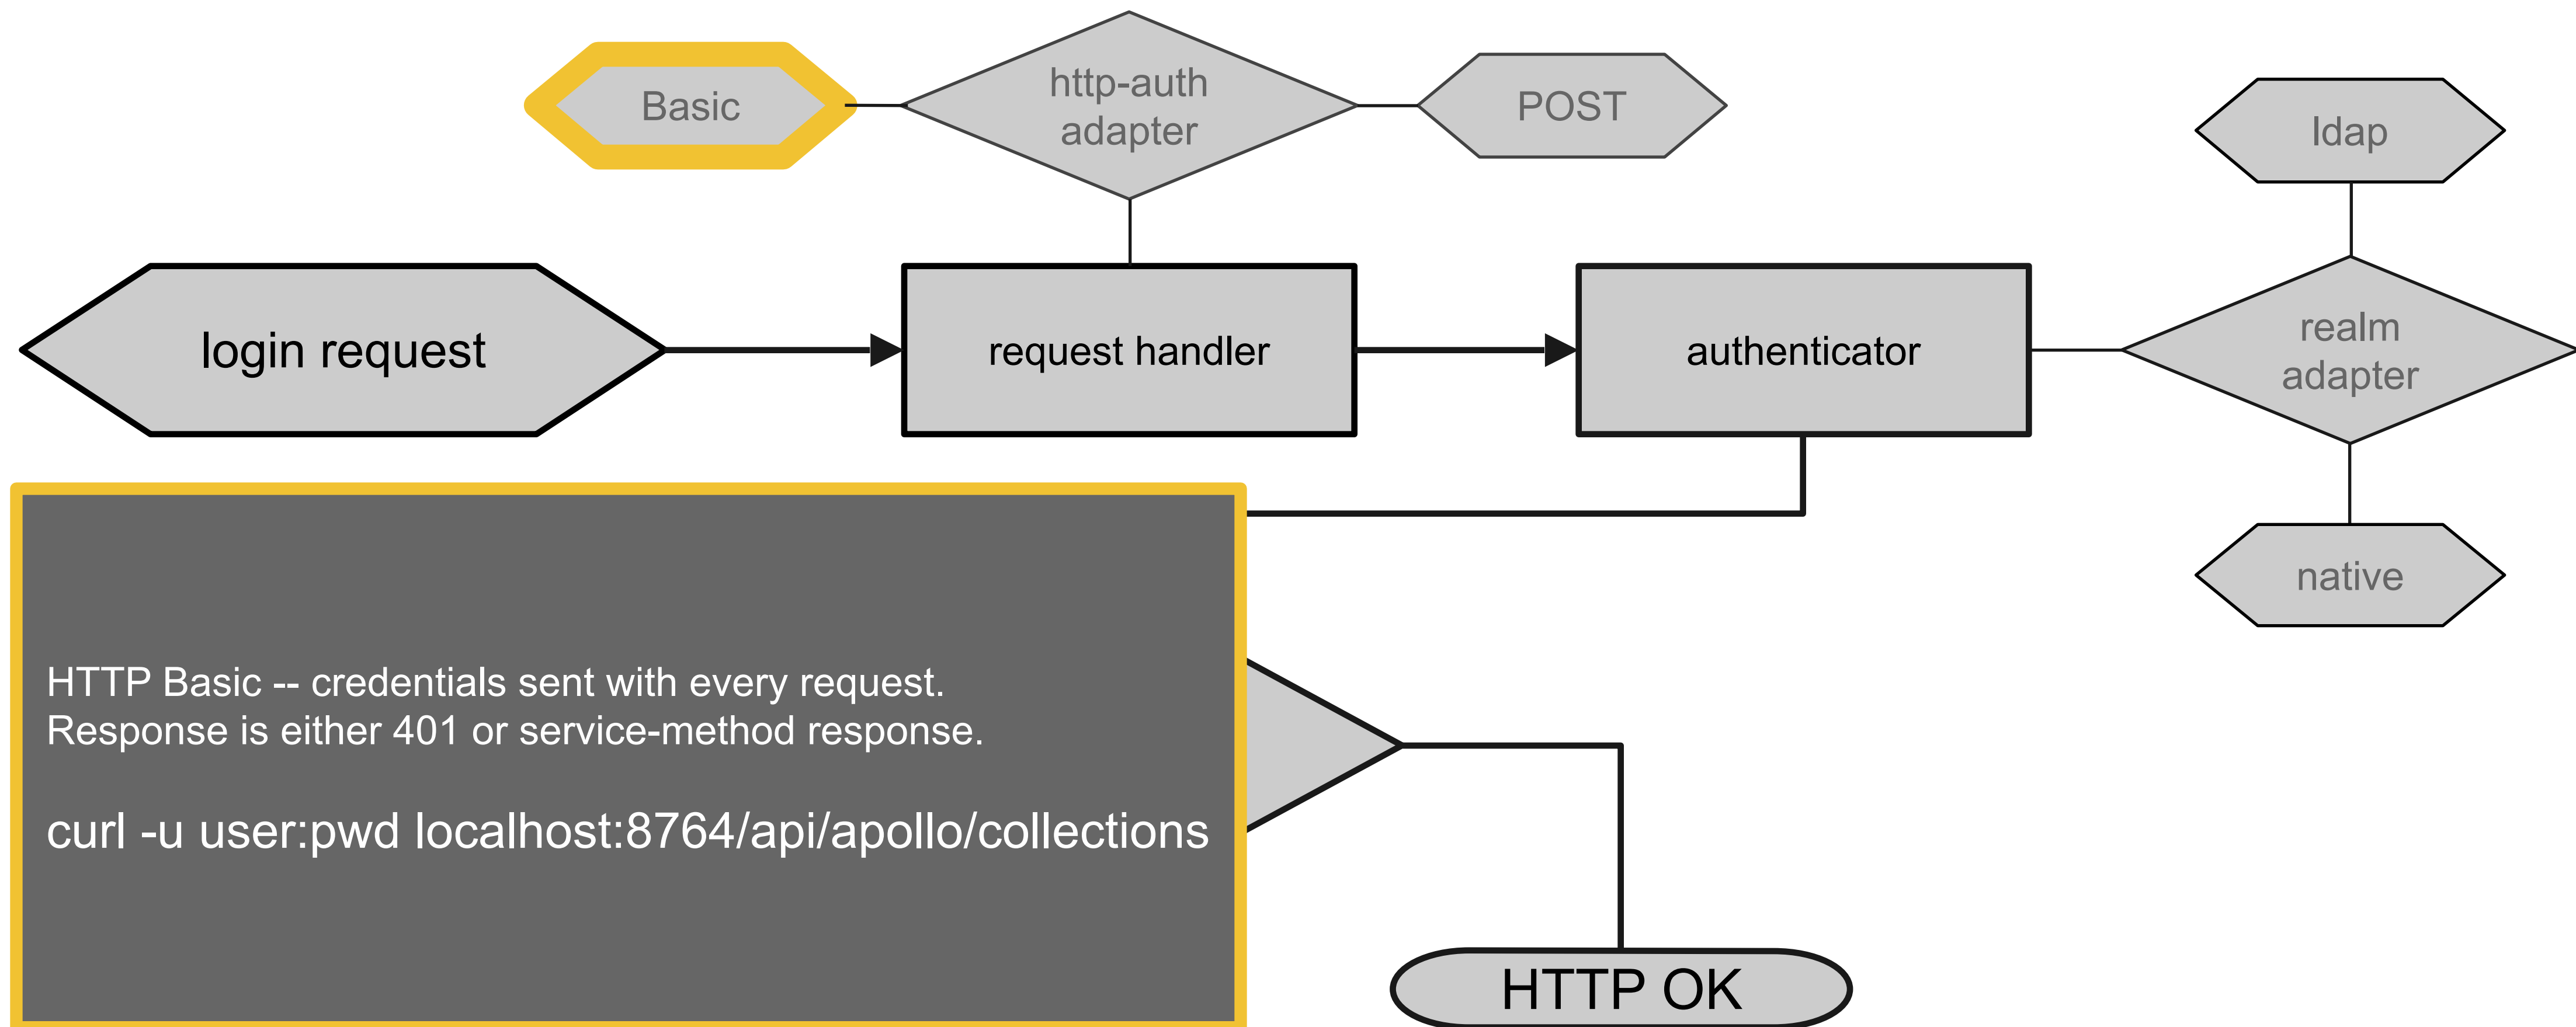 Basic
http-auth
adapter
POST
ldap
login request
request handler
authenticator
realm
adapter
native
HTTP Basic -- credentials sent with every request.
Response is either 401 or service-method response.
curl -u user:pwd localhost:8764/api/apollo/collections
HTTP OK